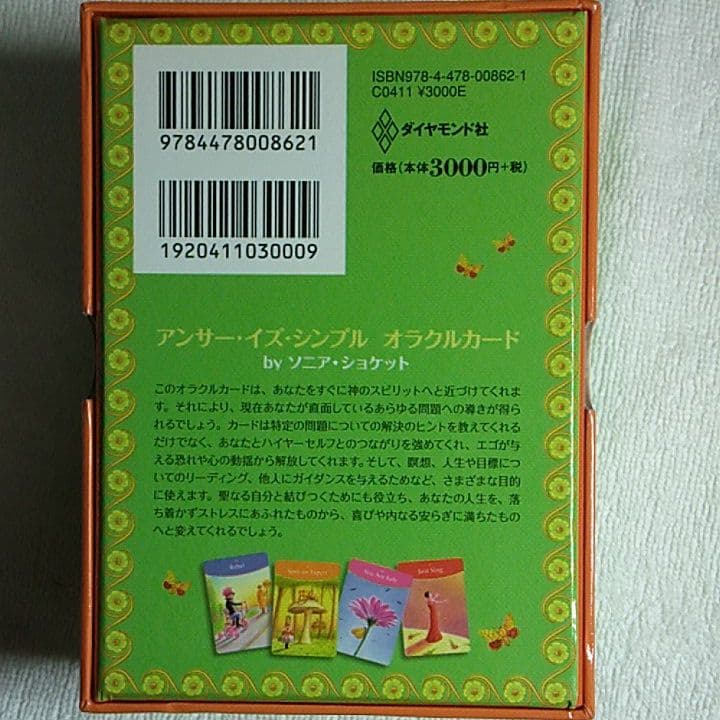 ISBN978-4-478-00862-1
C0411 ¥3000E
9784478008621
ダイヤモンド社
価格(本体3000円+税)
1920411030009
アンサー・イズ・シンプル オラクルカード
by ソニア・ショケット
このオラクルカードは、あなたをすぐに神のスピリットへと近づけてくれま
す。それにより、現在あなたが直面しているあらゆる問題への導きが得ら
れるでしょう。カードは特定の問題についての解決のヒントを教えてくれる
だけでなく、あなたとハイヤーセルフとのつながりを強めてくれ、エゴが与
える恐れや心の動揺から解放してくれます。そして、瞑想、人生や目標につ
いてのリーディング、他人にガイダンスを与えるためなど、さまざまな目的
に使えます。聖なる自分と結びつくためにも役立ち、あなたの人生を、落
ち着かずストレスにあふれたものから、喜びや内なる安らぎに満ちたもの
へと変えてくれるでしょう。
Rebel
You Are Safe
Just Sing